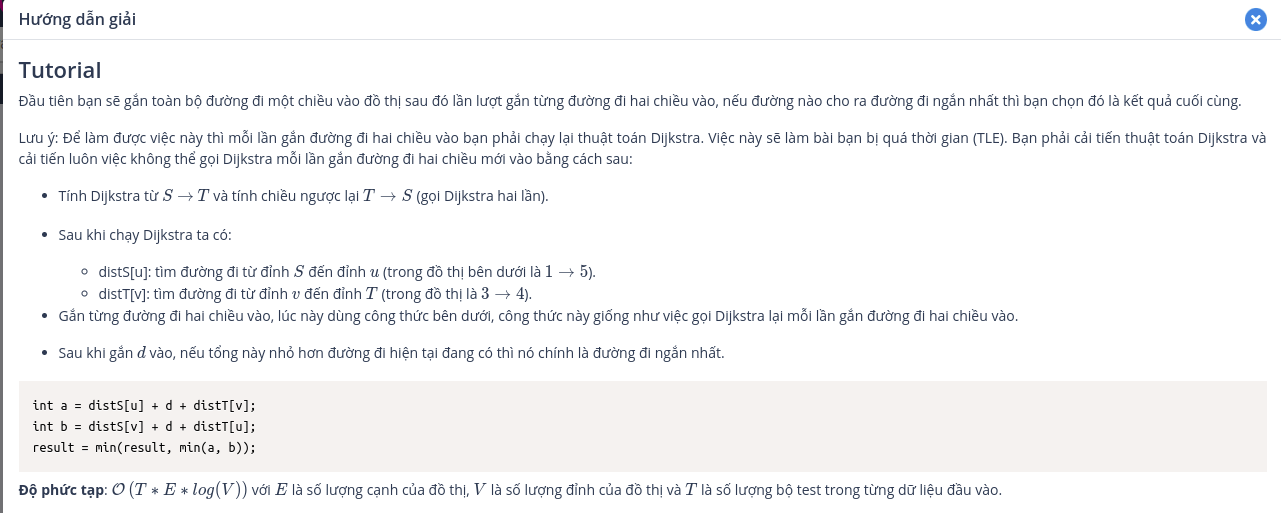 Hướng dẫn giải
Tutorial
Đầu tiên bạn sẽ gắn toàn bộ đường đi một chiều vào đồ thị sau đó lần lượt gắn từng đường đi hai chiều vào, nếu đường nào cho ra đường đi ngắn nhất thì bạn chọn đó là kết quả cuối cùng.
Lưu ý: Để làm được việc này thì mỗi lần gắn đường đi hai chiều vào bạn phải chạy lại thuật toán Dijkstra. Việc này sẽ làm bài bạn bị quá thời gian (TLE). Bạn phải cải tiến thuật toán Dijkstra và
cải tiến luôn việc không thể gọi Dijkstra mỗi lần gắn đường đi hai chiều mới vào bằng cách sau:
• Tính Dijkstra từ S → T và tính chiều ngược lại T → S (gọi Dijkstra hai lần).
• Sau khi chạy Dijkstra ta có:
◦ distS[u]: tìm đường đi từ đỉnh S đến đỉnh u (trong đồ thị bên dưới là 1 → 5).
◦ distT[v]: tìm đường đi từ đỉnh v đến đỉnh T (trong đồ thị là 3 → 4).
• Gắn từng đường đi hai chiều vào, lúc này dùng công thức bên dưới, công thức này giống như việc gọi Dijkstra lại mỗi lần gắn đường đi hai chiều vào.
• Sau khi gắn d vào, nếu tổng này nhỏ hơn đường đi hiện tại đang có thì nó chính là đường đi ngắn nhất.
int a = distS[u] + d + distT[v];
int b = distS[v] + d + distT[u];
result = min(result, min(a, b));
Độ phức tạp: O (T ∗ E ∗ log(V)) với E là số lượng cạnh của đồ thị, V là số lượng đỉnh của đồ thị và T là số lượng bộ test trong từng dữ liệu đầu vào.